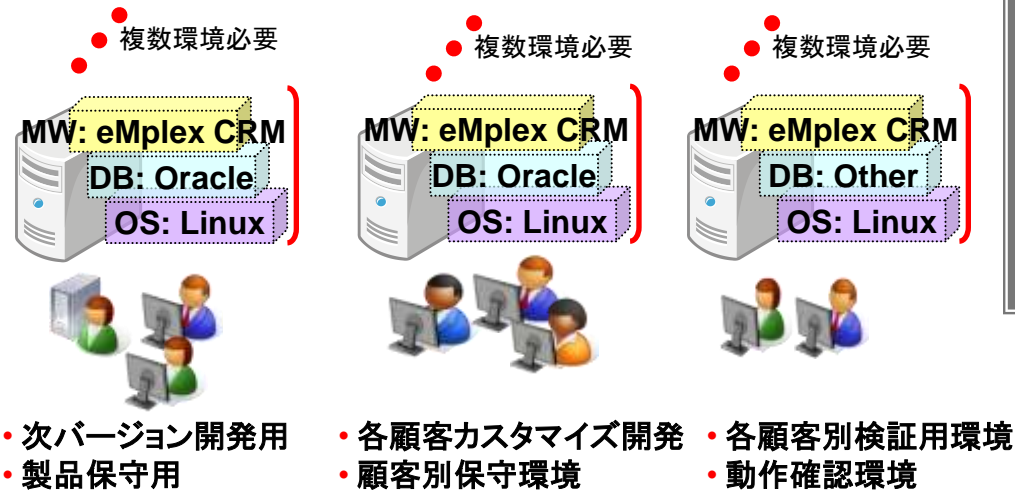 複数環境必要
複数環境必要
複数環境必要
MW: eMplex CRM
DB: Oracle
OS: Linux
MW: eMplex CRM
DB: Oracle
OS: Linux
MW: eMplex CRM
DB: Other
OS: Linux
・次バージョン開発用
・製品保守用
・各顧客カスタマイズ開発
・顧客別保守環境
・各顧客別検証用環境
・動作確認環境